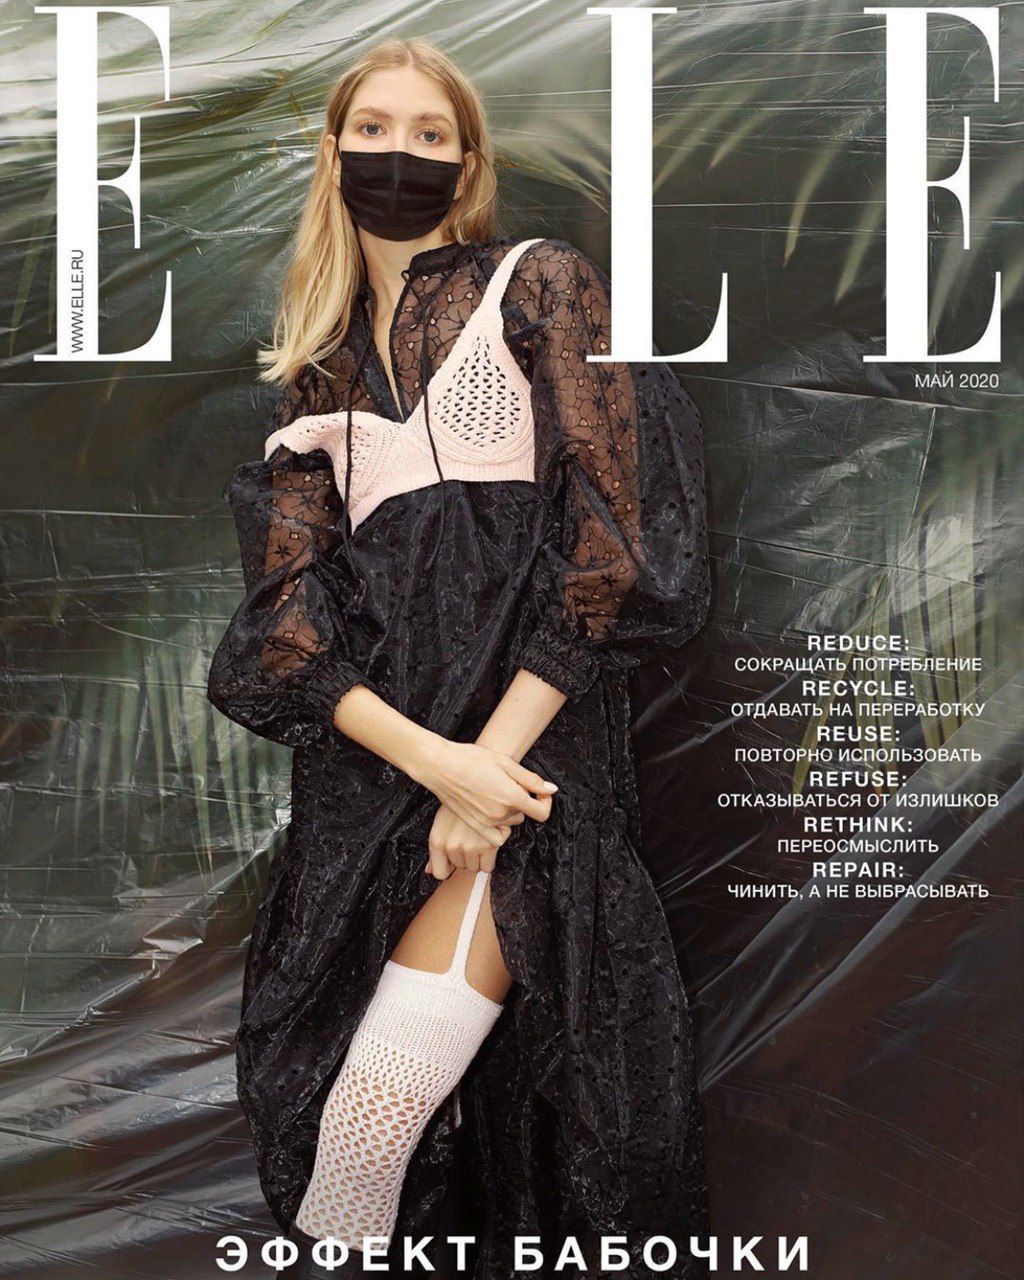 ELLE
WWW.ELLE.RU
МАЙ 2020
REDUCE:
СОКРАЩАТЬ ПОТРЕБЛЕНИЕ
RECYCLE:
ОТДАВАТЬ НА ПЕРЕРАБОТКУ
REUSE:
ПОВТОРНО ИСПОЛЬЗОВАТЬ
REFUSE:
ОТКАЗЫВАТЬСЯ ОТ ИЗЛИШКОВ
RETHINK:
ПЕРЕОСМЫСЛИТЬ
REPAIR:
ЧИНИТЬ, А НЕ ВЫБРАСЫВАТЬ
ЭФФЕКТ БАБОЧКИ